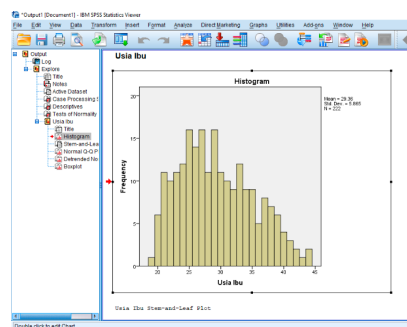 *Output1 [Document1] - IBM SPSS Statistics Viewer
File Edit View Data Transform Insert Format Analyze Direct Marketing Graphs Utilities Add-ons Window Help
Output
Log
Explore
Title
Notes
Active Dataset
Case Processing S
Descriptives
Tests of Normality
Usia Ibu
Title
Histogram
Stem-and-Lea
Normal Q-Q P
Detrended No
Boxplot
Usia Ibu
Histogram
Mean = 29.36
Std. Dev. = 5.865
N = 222
Frequency
20
15
10
5
0
20 25 30 35 40 45
Usia Ibu
Usia Ibu Stem-and-Leaf Plot
Double click to edit Chart